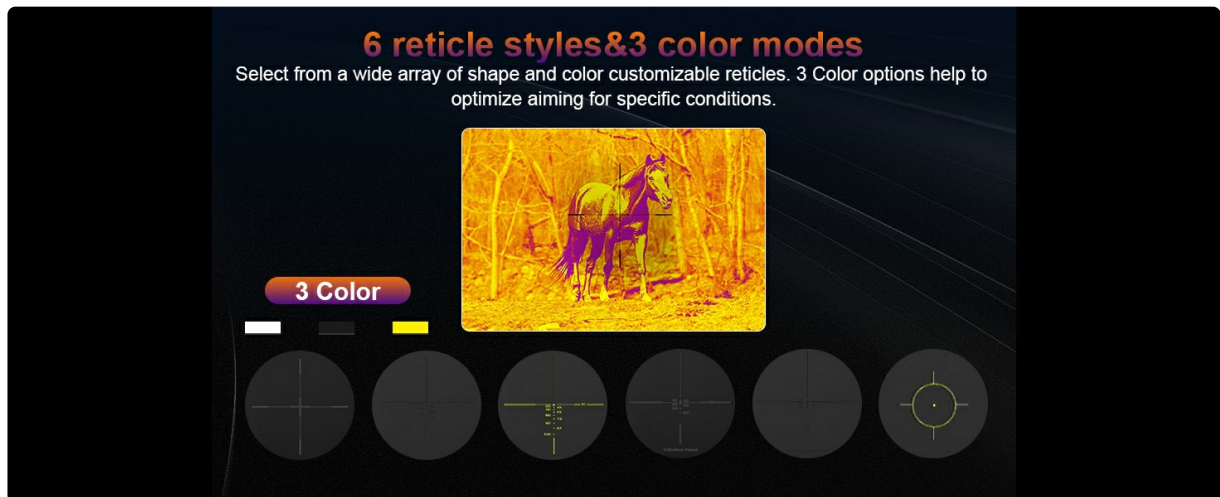 6 reticle styles&3 color modes
Select from a wide array of shape and color customizable reticles. 3 Color options help to
optimize aiming for specific conditions.
3 Color